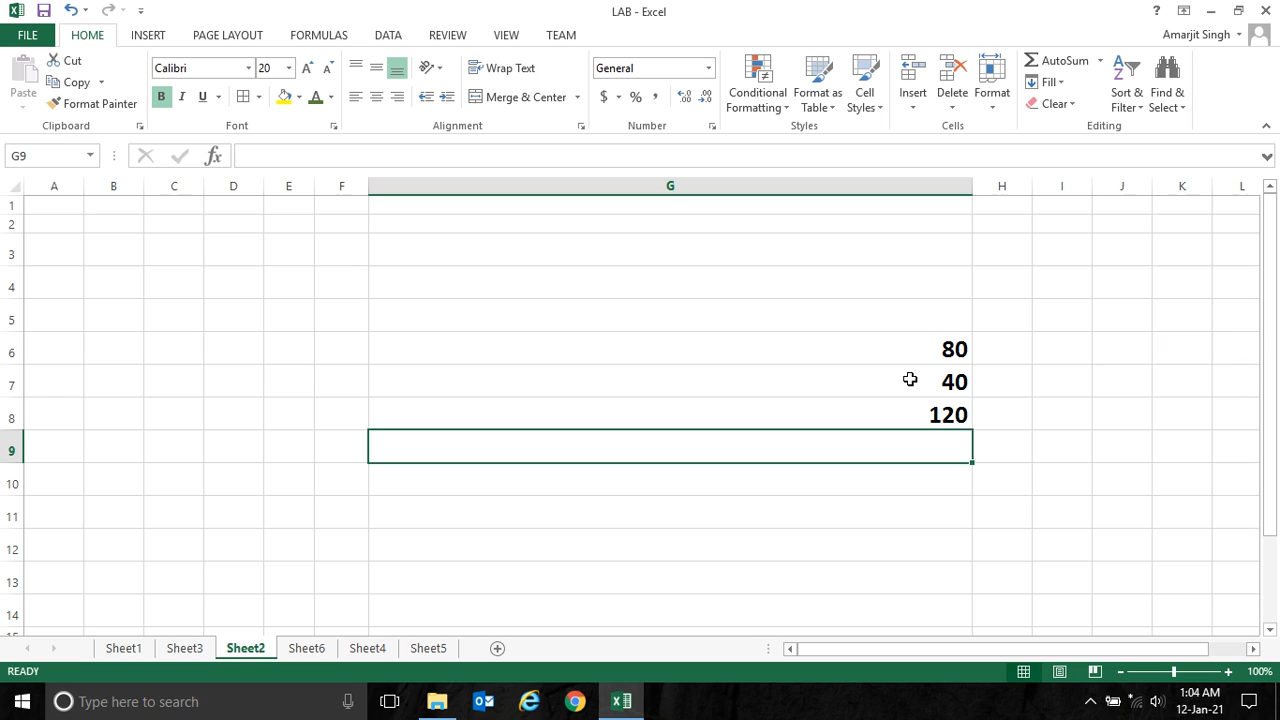 LAB - Excel
FILE HOME INSERT PAGE LAYOUT FORMULAS DATA REVIEW VIEW TEAM Amarjit Singh
Paste Cut Copy Format Painter Clipboard
Calibri 20 B I U A Font
Wrap Text Merge & Center Alignment
General $ % , Number
Conditional Formatting Format as Table Cell Styles Styles
Insert Delete Format Cells
AutoSum Fill Clear Sort & Filter Find & Select Editing
G9 fx
A B C D E F G H I J K L
1
2
3
4
5
6 80
7 40
8 120
9
10
11
12
13
14
Sheet1 Sheet3 Sheet2 Sheet6 Sheet4 Sheet5
READY 100%
Type here to search 1:04 AM
12-Jan-21